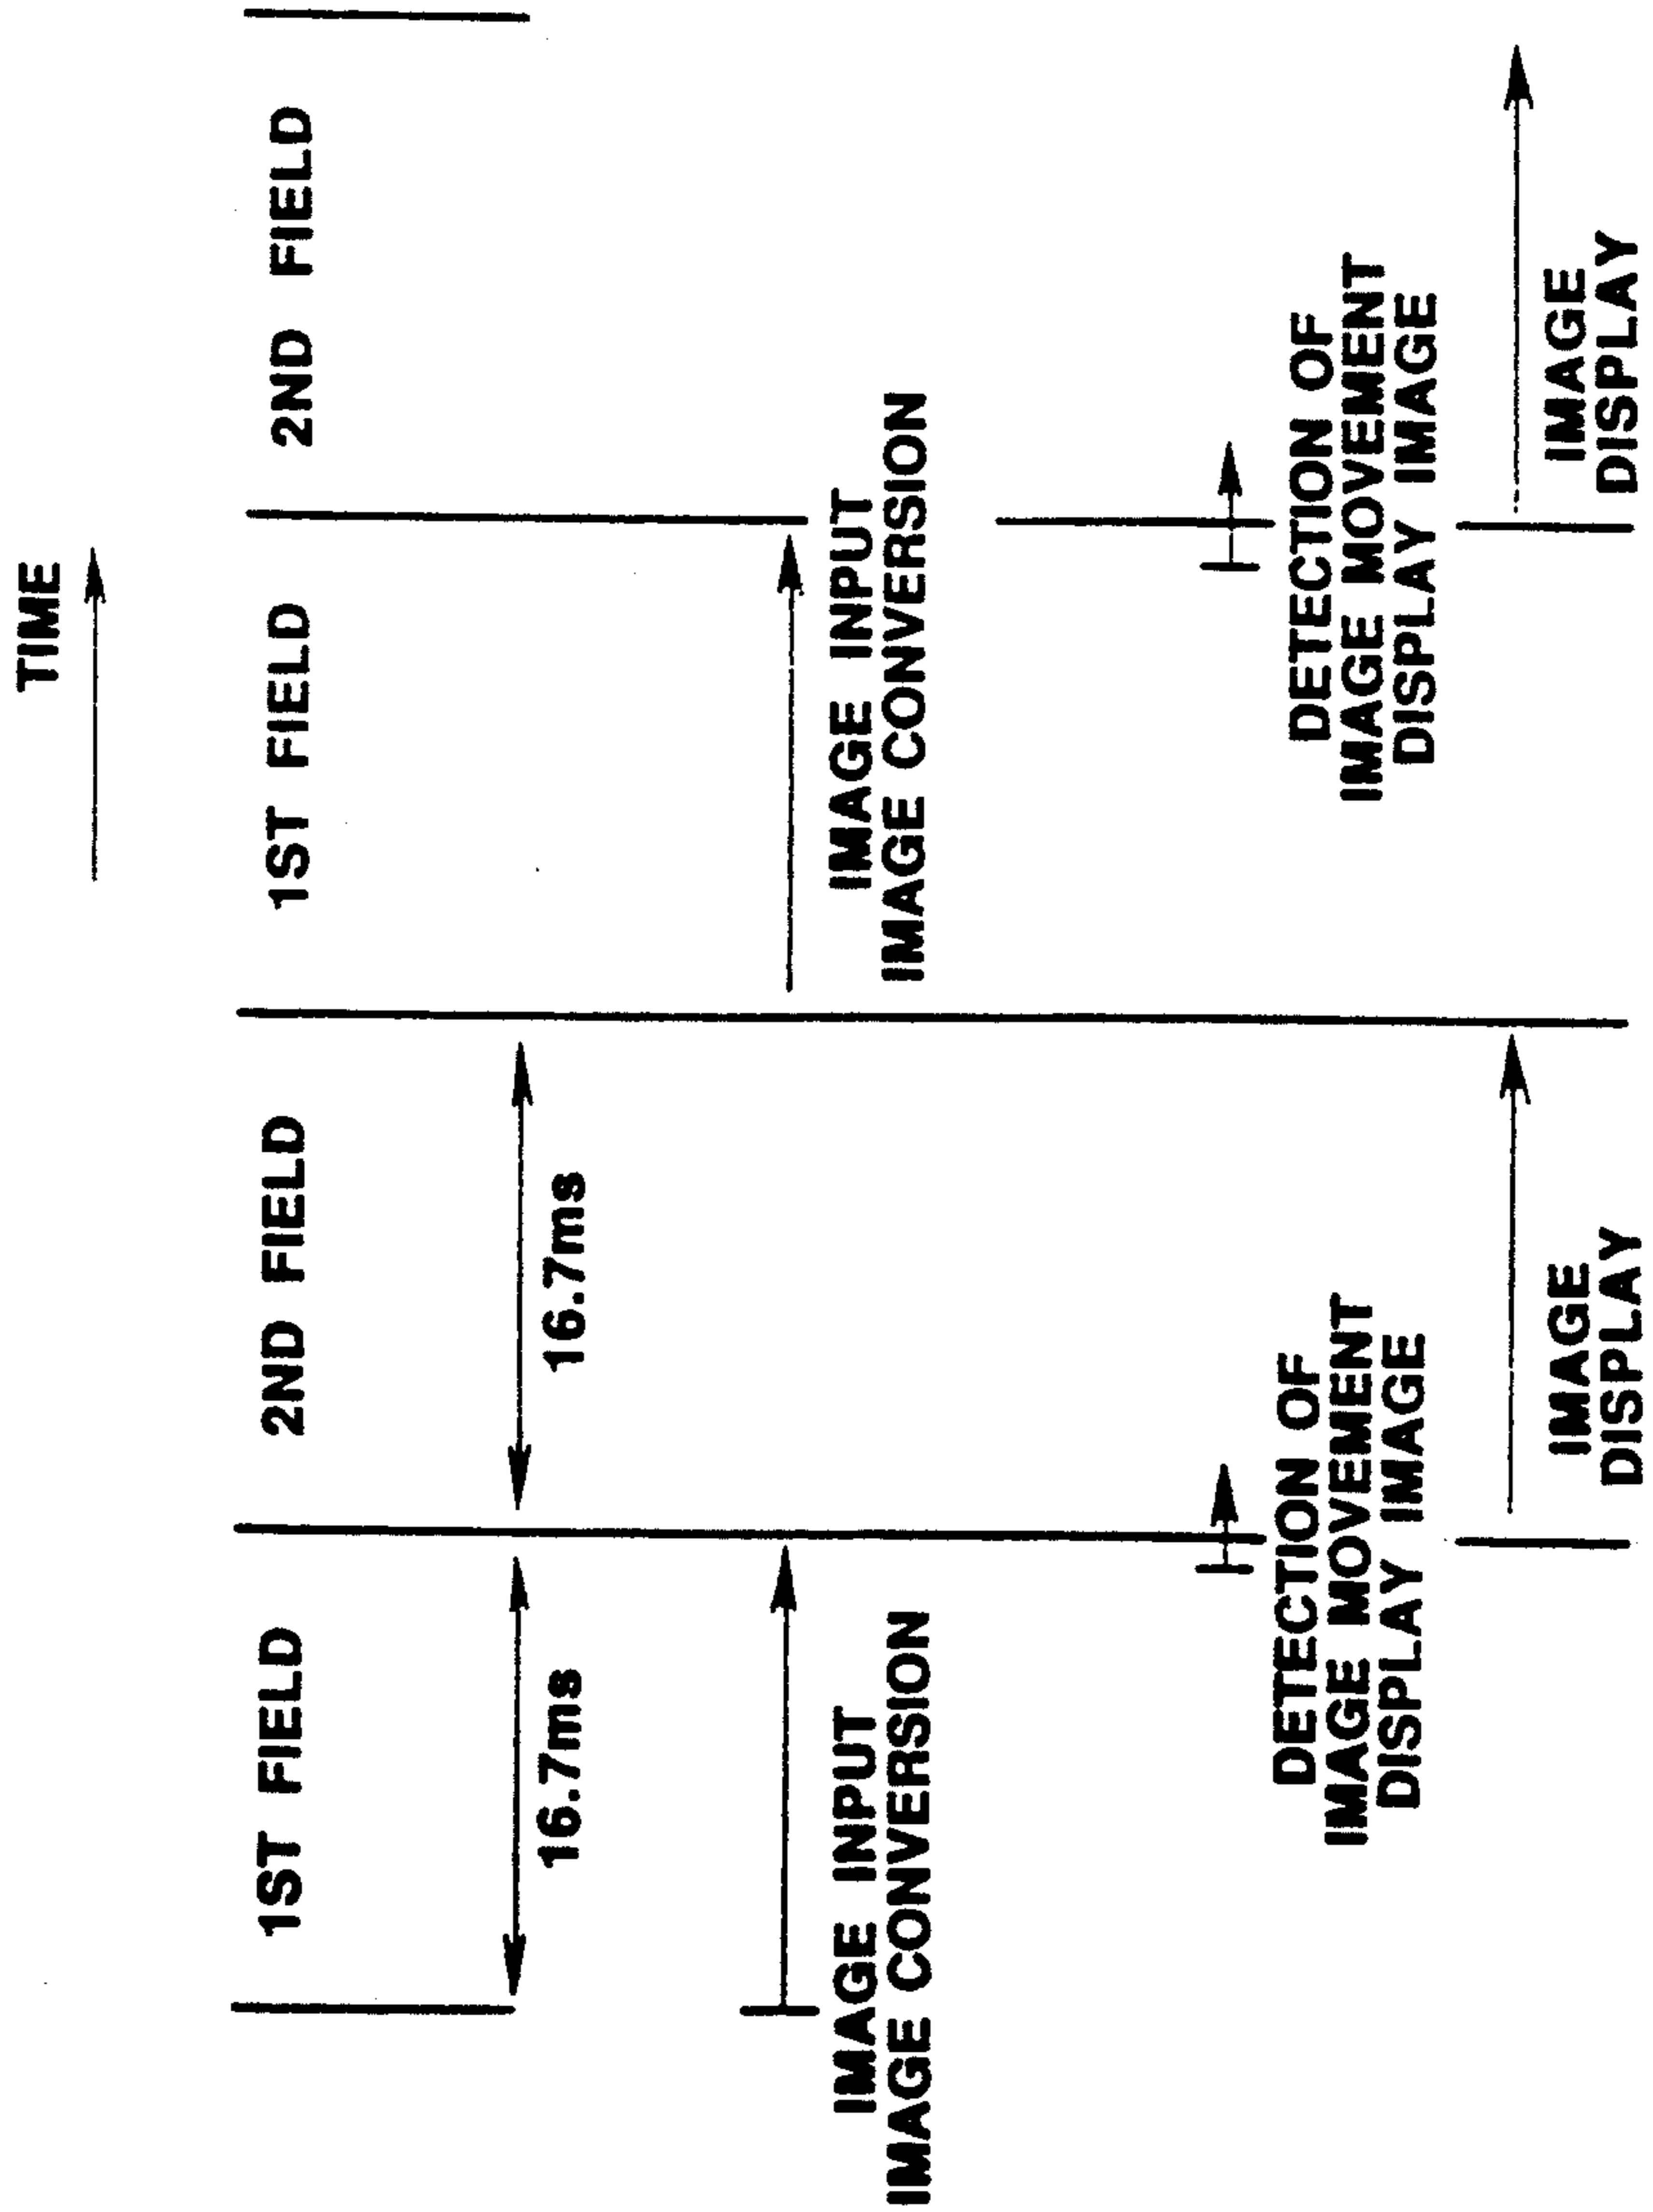 TIME
1ST FIELD
2ND FIELD
1ST FIELD
2ND FIELD
16.7ms
16.7ms
IMAGE INPUT
IMAGE CONVERSION
IMAGE INPUT
IMAGE CONVERSION
DETECTION OF
IMAGE MOVEMENT
DISPLAY IMAGE
DETECTION OF
IMAGE MOVEMENT
DISPLAY IMAGE
IMAGE
DISPLAY
IMAGE
DISPLAY